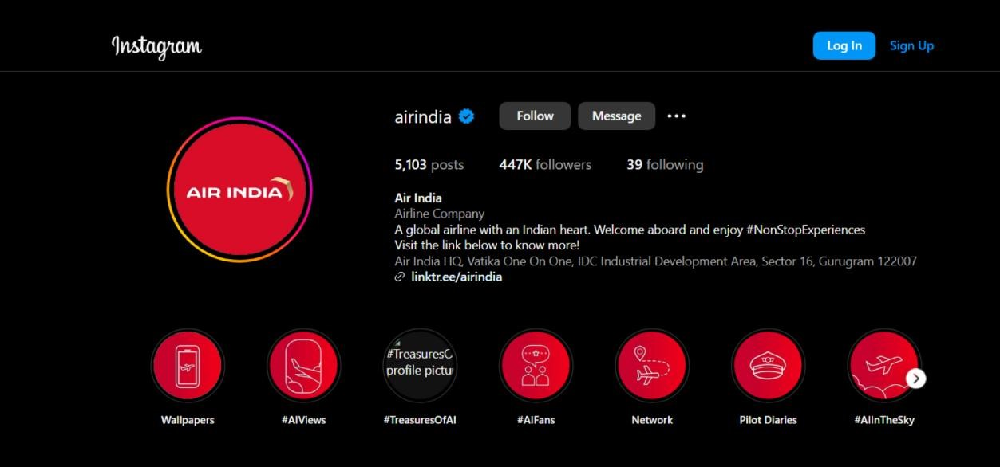 Instagram
Log In
Sign Up
airindia
Follow
Message
5,103 posts
447K followers
39 following
AIR INDIA
Air India
Airline Company
A global airline with an Indian heart. Welcome aboard and enjoy #NonStopExperiences
Visit the link below to know more!
Air India HQ, Vatika One On One, IDC Industrial Development Area, Sector 16, Gurugram 122007
linktr.ee/airindia
#TreasuresO
profile pictu
Wallpapers
#AIViews
#TreasuresOfAI
#AIFans
Network
Pilot Diaries
#AIInTheSky